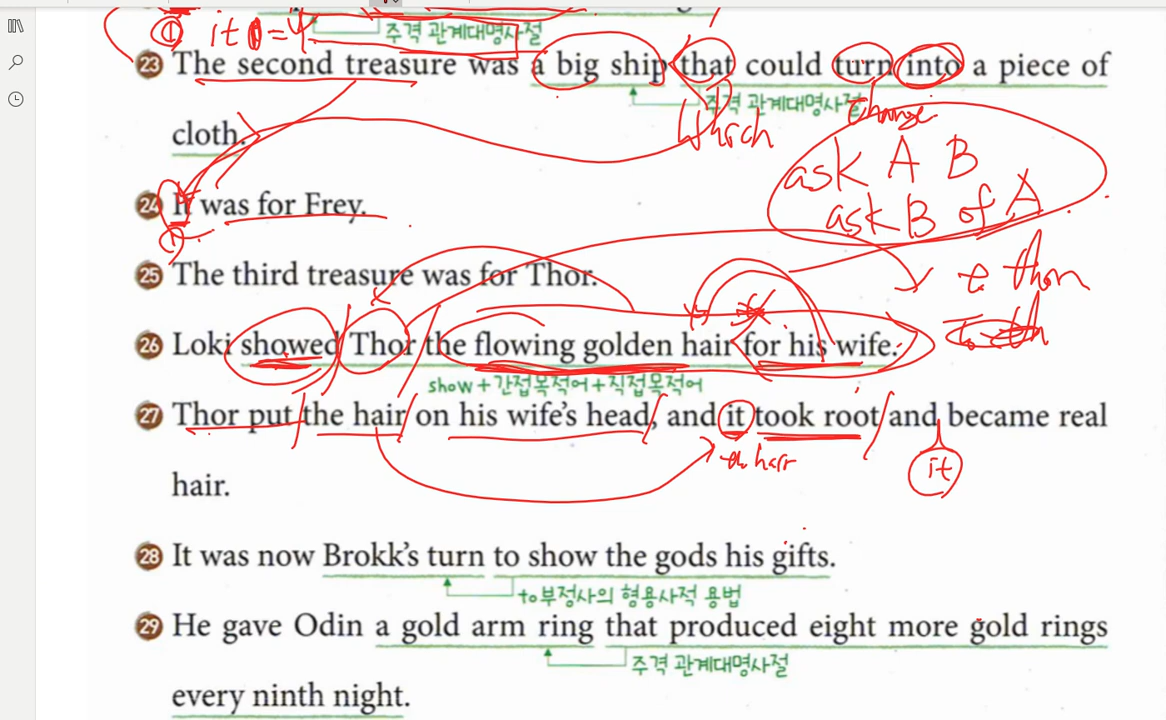 ① it
주격 관계대명사절
23 The second treasure was a big ship that could turn into a piece of
주격 관계대명사절
change
which
cloth.
ask A B
ask B of A
24 It was for Frey.
①
25 The third treasure was for Thor.
26 Loki showed Thor the flowing golden hair for his wife.
show+간접목적어+직접목적어
27 Thor put the hair on his wife's head, and it took root and became real
it
hair.
28 It was now Brokk's turn to show the gods his gifts.
to부정사의 형용사적 용법
29 He gave Odin a gold arm ring that produced eight more gold rings
주격 관계대명사절
every ninth night.